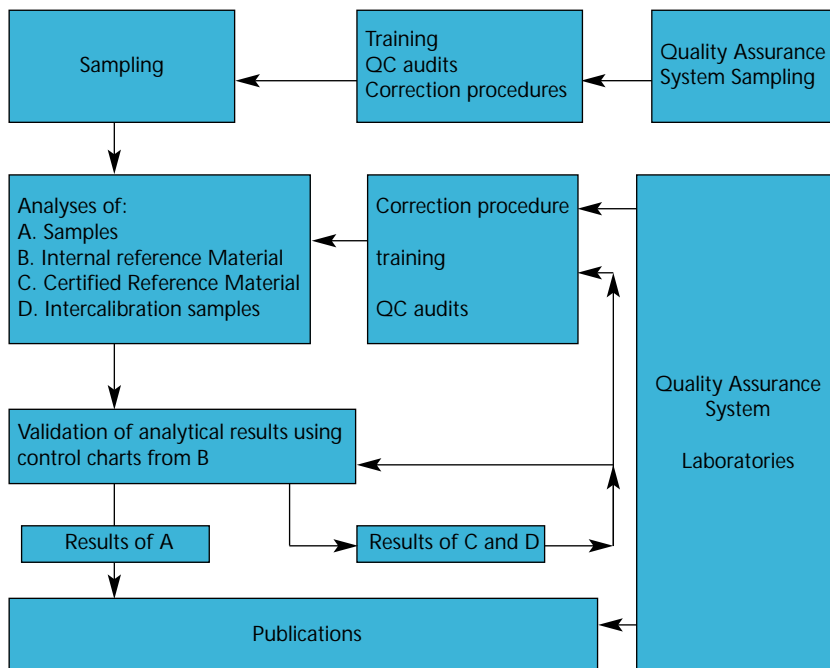 Sampling
Training
QC audits
Correction procedures
Quality Assurance
System Sampling
Analyses of:
A. Samples
B. Internal reference Material
C. Certified Reference Material
D. Intercalibration samples
Correction procedure
training
QC audits
Quality Assurance
System
Laboratories
Validation of analytical results using
control charts from B
Results of A
Results of C and D
Publications